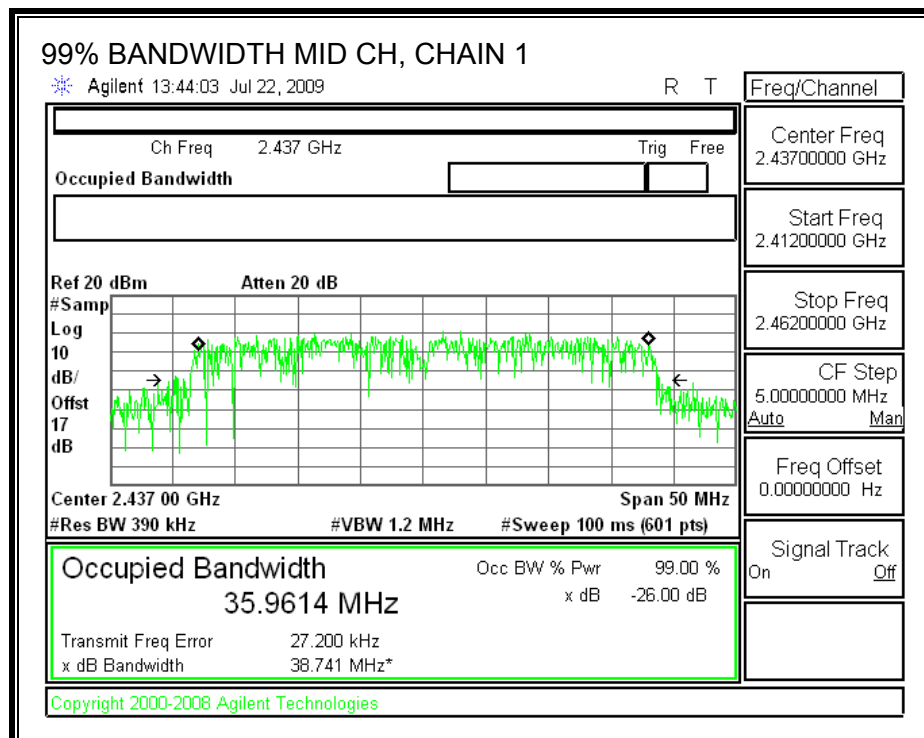 99% BANDWIDTH MID CH, CHAIN 1
Agilent 13:44:03 Jul 22, 2009 R T
Ch Freq 2.437 GHz Trig Free
Occupied Bandwidth
Ref 20 dBm Atten 20 dB
#Samp
Log
10
dB/
Offst
17
dB
Center 2.437 00 GHz Span 50 MHz
#Res BW 390 kHz #VBW 1.2 MHz #Sweep 100 ms (601 pts)
Occupied Bandwidth Occ BW % Pwr 99.00 %
35.9614 MHz x dB -26.00 dB
Transmit Freq Error 27.200 kHz
x dB Bandwidth 38.741 MHz*
Copyright 2000-2008 Agilent Technologies
Freq/Channel
Center Freq
2.43700000 GHz
Start Freq
2.41200000 GHz
Stop Freq
2.46200000 GHz
CF Step
5.00000000 MHz
Auto Man
Freq Offset
0.00000000 Hz
Signal Track
On Off